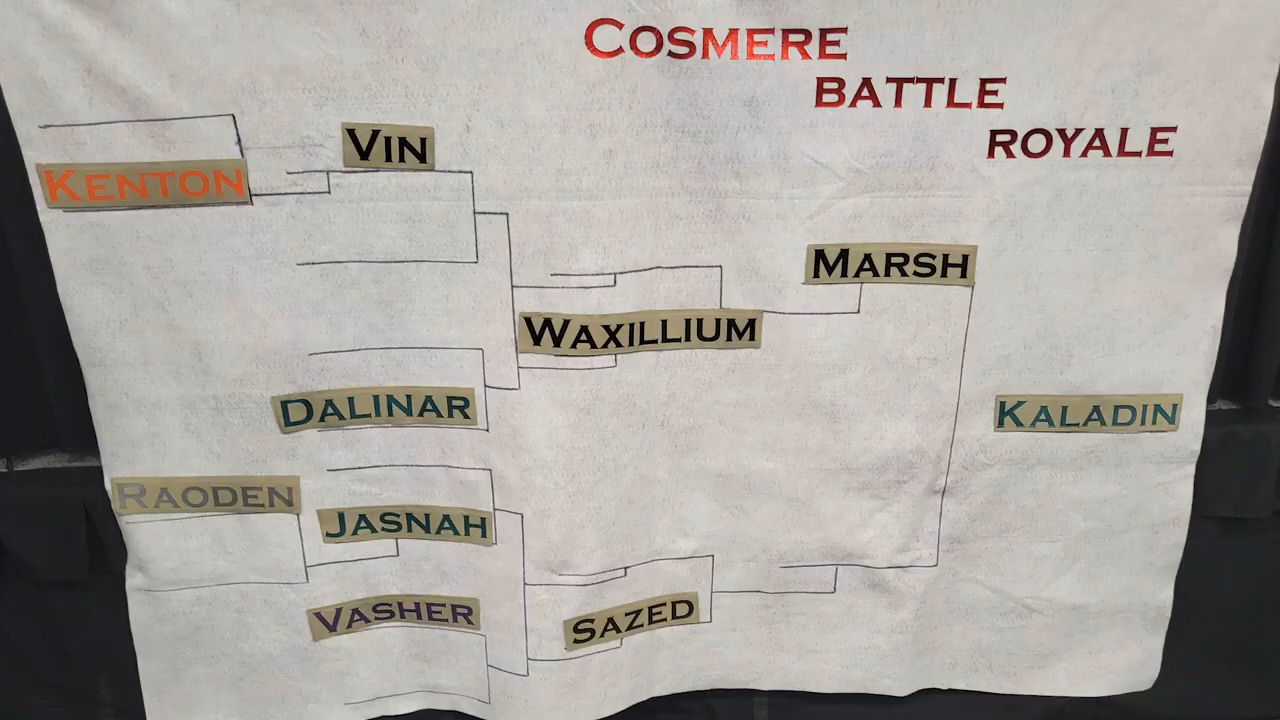 COSMERE
BATTLE
ROYALE
VIN
KENTON
MARSH
WAXILLIUM
DALINAR
KALADIN
RAODEN
JASNAH
VASHER
SAZED